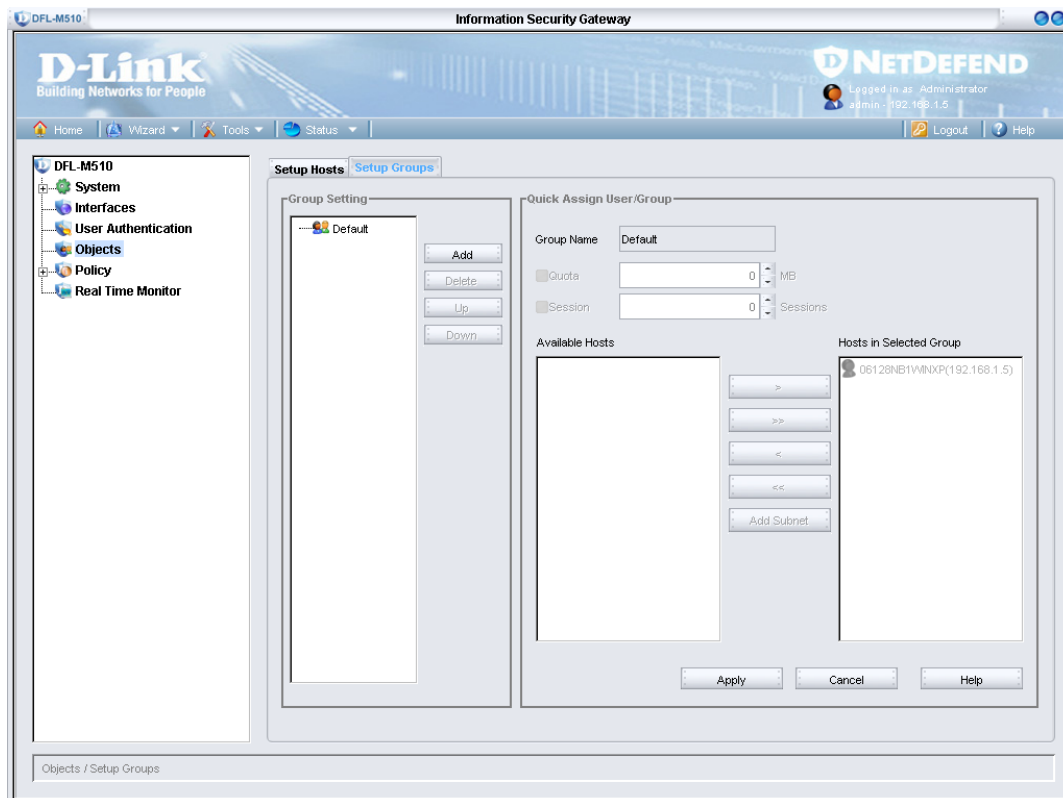 DFL-M510
Information Security Gateway
D-Link
Building Networks for People
NETDEFEND
Logged in as Administrator
admin - 192.168.1.5
Home
Wizard
Tools
Status
Logout
Help
DFL-M510
System
Interfaces
User Authentication
Objects
Policy
Real Time Monitor
Setup Hosts
Setup Groups
Group Setting
Default
Add
Delete
Up
Down
Quick Assign User/Group
Group Name
Default
Quota
0
MB
Session
0
Sessions
Available Hosts
Hosts in Selected Group
06128NB1WINXP(192.168.1.5)
>
>>
<
<<
Add Subnet
Apply
Cancel
Help
Objects / Setup Groups